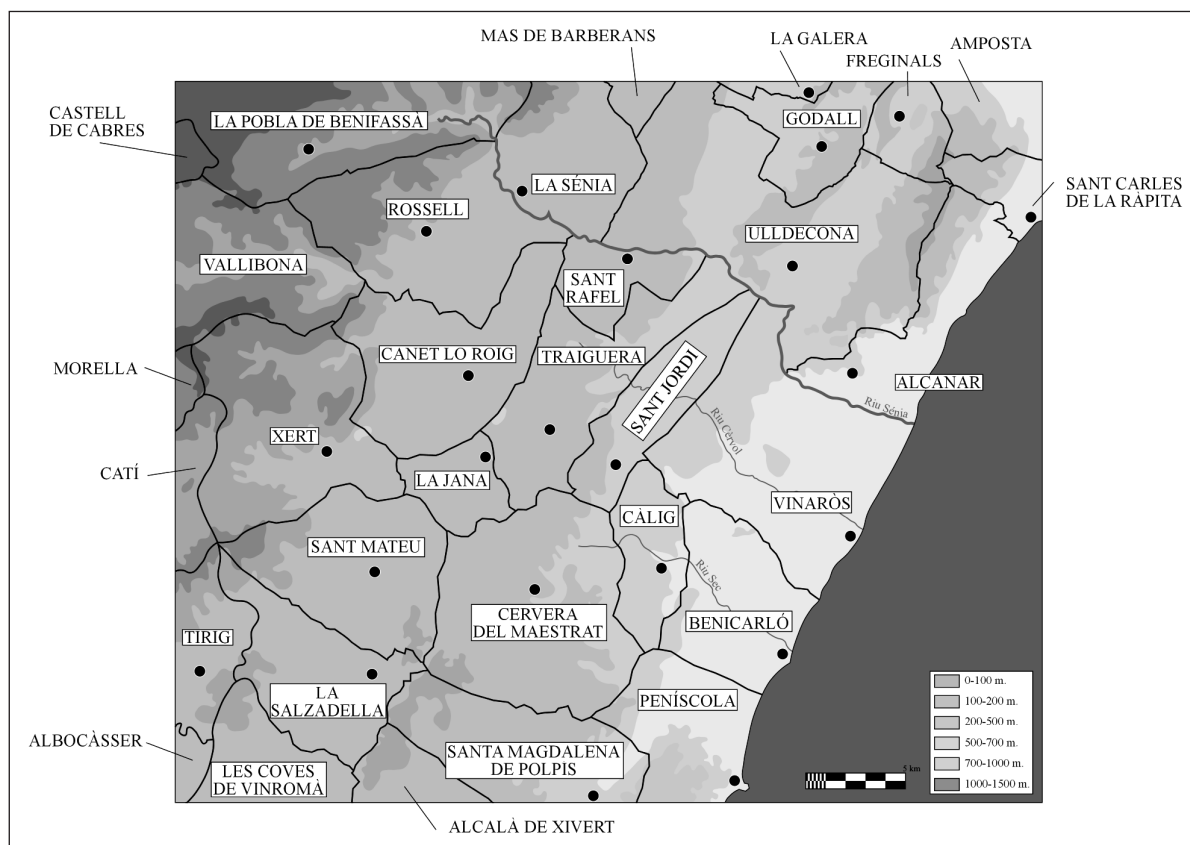 MAS DE BARBERANS
LA GALERA
AMPOSTA
FREGINALS
CASTELL
DE CABRES
LA POBLA DE BENIFASSÀ
GODALL
LA SÉNIA
SANT CARLES
DE LA RÀPITA
ROSSELL
ULLDECONA
VALLIBONA
SANT
RAFEL
MORELLA
CANET LO ROIG
TRAIGUERA
SANT JORDI
ALCANAR
Riu Sénia
Riu Cérvol
XERT
CATÍ
LA JANA
VINARÒS
CÀLIG
SANT MATEU
Riu Sec
CERVERA
DEL MAESTRAT
BENICARLÓ
TIRIG
LA
SALZADELLA
PENÍSCOLA
0-100 m.
100-200 m.
200-500 m.
500-700 m.
700-1000 m.
1000-1500 m.
ALBOCÀSSER
SANTA MAGDALENA
DE POLPIS
LES COVES
DE VINROMÀ
5 km
ALCALÀ DE XIVERT